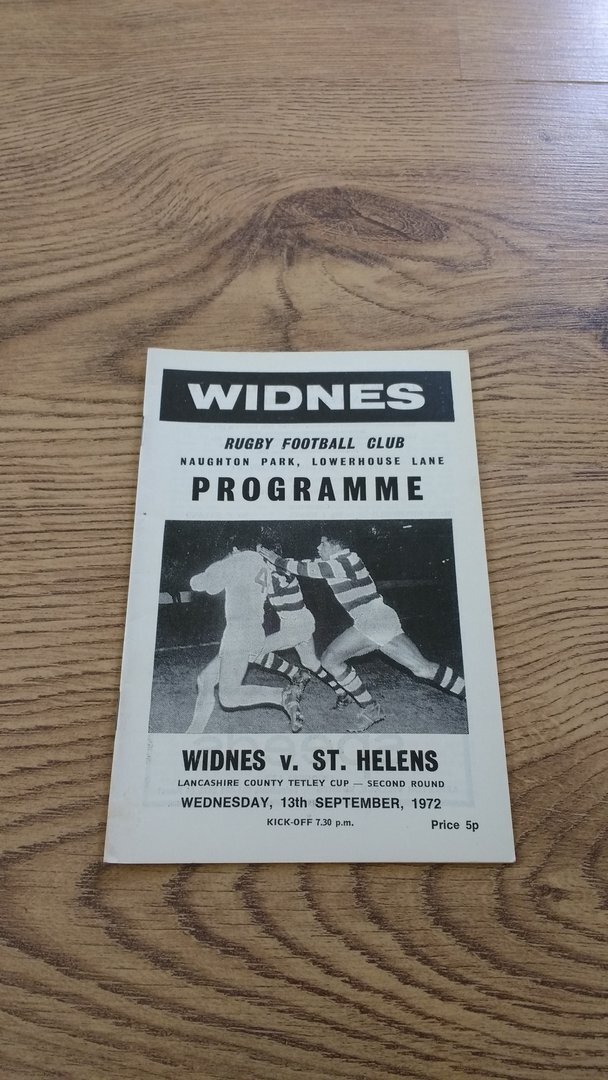 WIDNES
RUGBY FOOTBALL CLUB
NAUGHTON PARK, LOWERHOUSE LANE
PROGRAMME
4
WIDNES v. ST. HELENS
LANCASHIRE COUNTY TETLEY CUP — SECOND ROUND
WEDNESDAY, 13th SEPTEMBER, 1972
KICK-OFF 7.30 p.m.
Price 5p